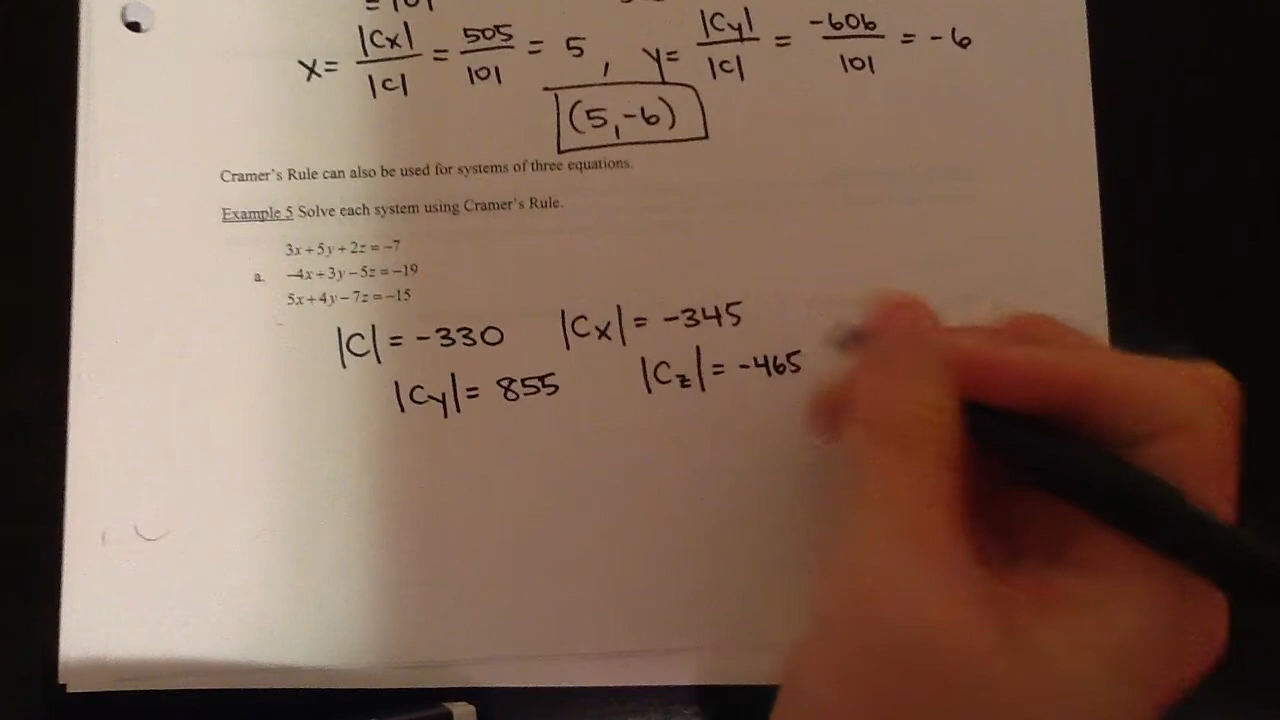 = 101
x = |Cx| / |C| = 505 / 101 = 5 , y = |Cy| / |C| = -606 / 101 = -6
(5,-6)
Cramer's Rule can also be used for systems of three equations.
Example 5 Solve each system using Cramer's Rule.
3x+5y+2z=-7
a. -4x+3y-5z=-19
5x+4y-7z=-15
|C| = -330 |Cx| = -345
|Cy| = 855 |Cz| = -465